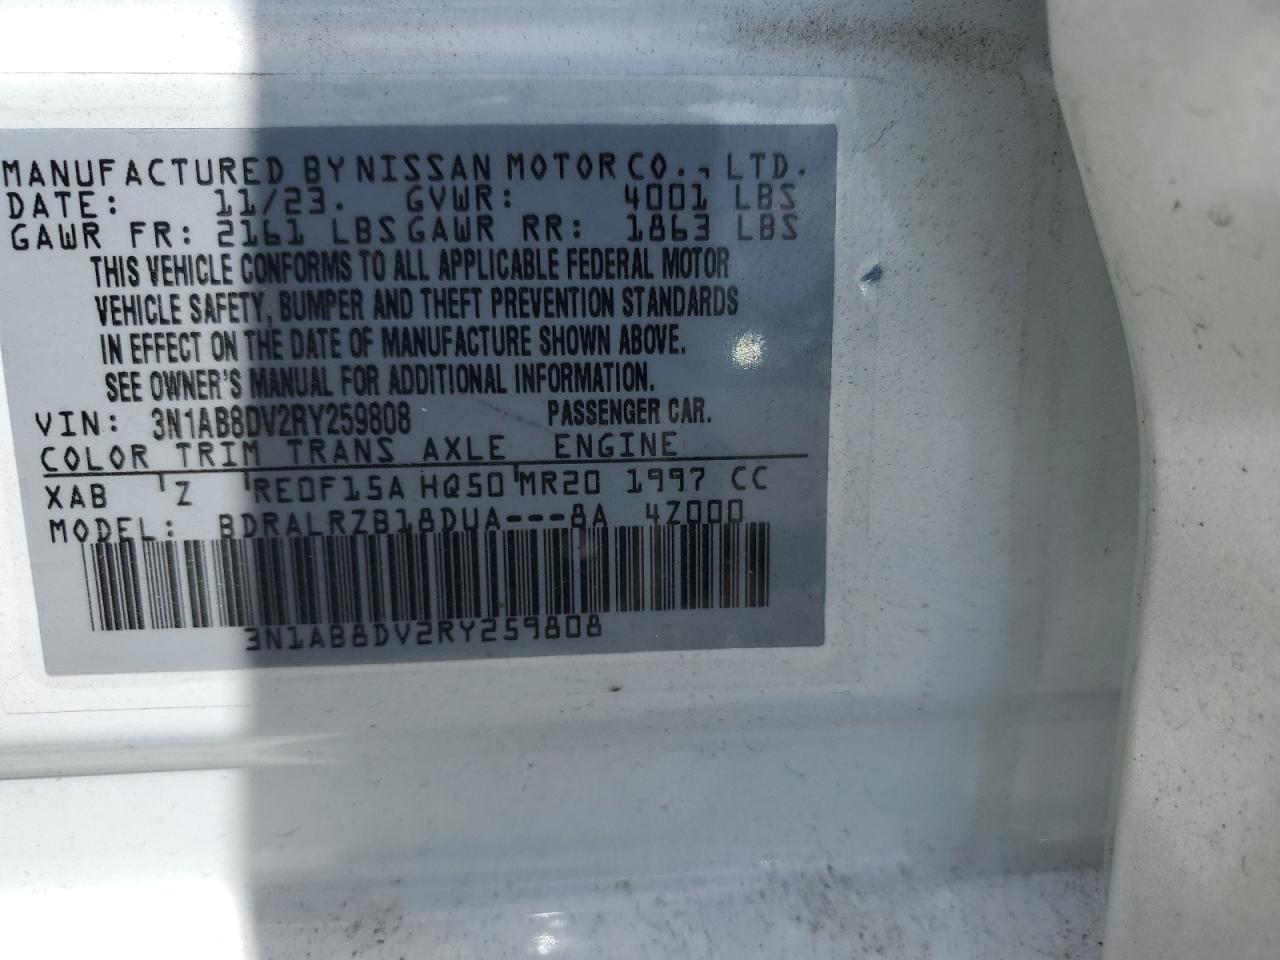 MANUFACTURED BY NISSAN MOTOR CO., LTD.
DATE: 11/23. GVWR: 4001 LBS
GAWR FR: 2161 LBS GAWR RR: 1863 LBS
THIS VEHICLE CONFORMS TO ALL APPLICABLE FEDERAL MOTOR
VEHICLE SAFETY, BUMPER AND THEFT PREVENTION STANDARDS
IN EFFECT ON THE DATE OF MANUFACTURE SHOWN ABOVE.
SEE OWNER'S MANUAL FOR ADDITIONAL INFORMATION.
VIN: 3N1AB8DV2RY259808 PASSENGER CAR.
COLOR TRIM TRANS AXLE ENGINE
XAB Z RE0F15A HQ50 MR20 1997 CC
MODEL: BDRALRZB18DUA---8A 4Z000
3N1AB8DV2RY259808